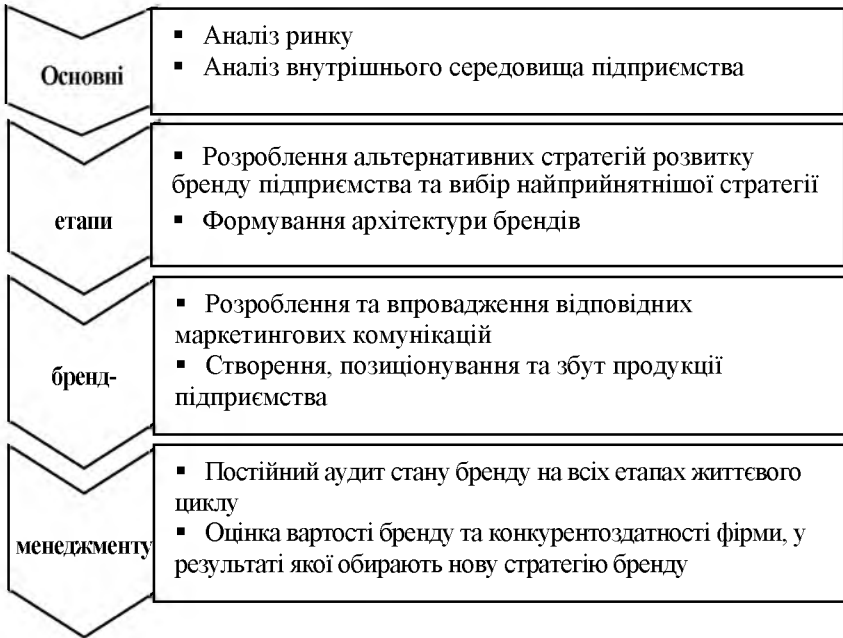 Основні
▪ Аналіз ринку
▪ Аналіз внутрішнього середовища підприємства
етапи
▪ Розроблення альтернативних стратегій розвитку
бренду підприємства та вибір найприйнятнішої стратегії
▪ Формування архітектури брендів
бренд-
▪ Розроблення та впровадження відповідних
маркетингових комунікацій
▪ Створення, позиціонування та збут продукції
підприємства
менеджменту
▪ Постійний аудит стану бренду на всіх етапах життєвого
циклу
▪ Оцінка вартості бренду та конкурентоздатності фірми, у
результаті якої обирають нову стратегію бренду